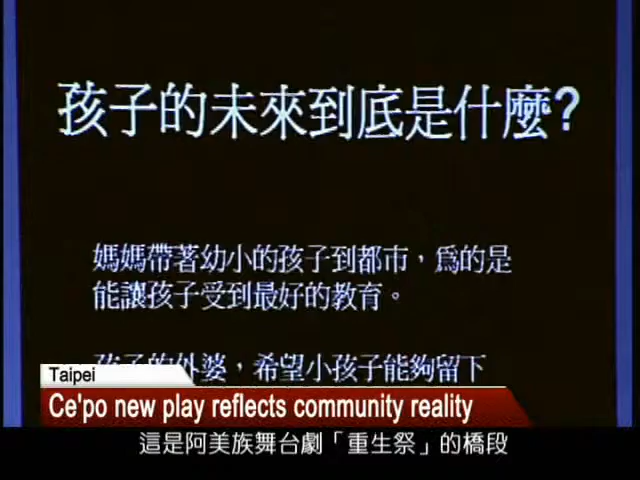 孩子的未來到底是什麼?
媽媽帶著幼小的孩子到都市，為的是
能讓孩子受到最好的教育。
孩子的外婆，希望小孩子能夠留下
Taipei
Ce'po new play reflects community reality
這是阿美族舞台劇「重生祭」的橋段